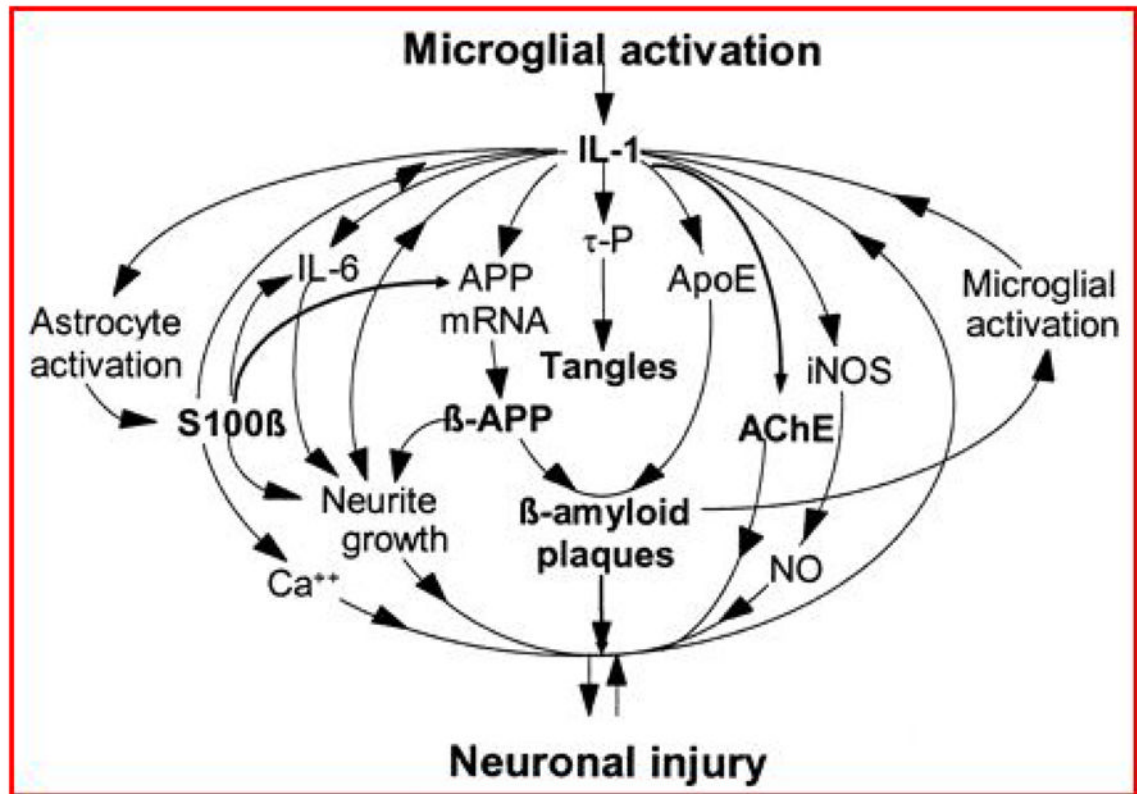 Microglial activation
IL-1
τ-P
IL-6
APP
mRNA
ApoE
Microglial
activation
Astrocyte
activation
Tangles
iNOS
S100ß
ß-APP
AChE
Neurite
growth
ß-amyloid
plaques
Ca⁺⁺
NO
Neuronal injury